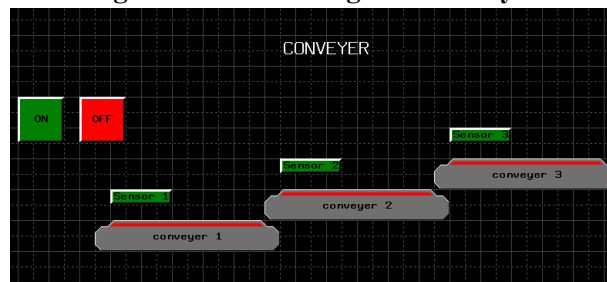 CONVEYER
ON
OFF
Sensor 3
Sensor 2
conveyer 3
Sensor 1
conveyer 2
conveyer 1